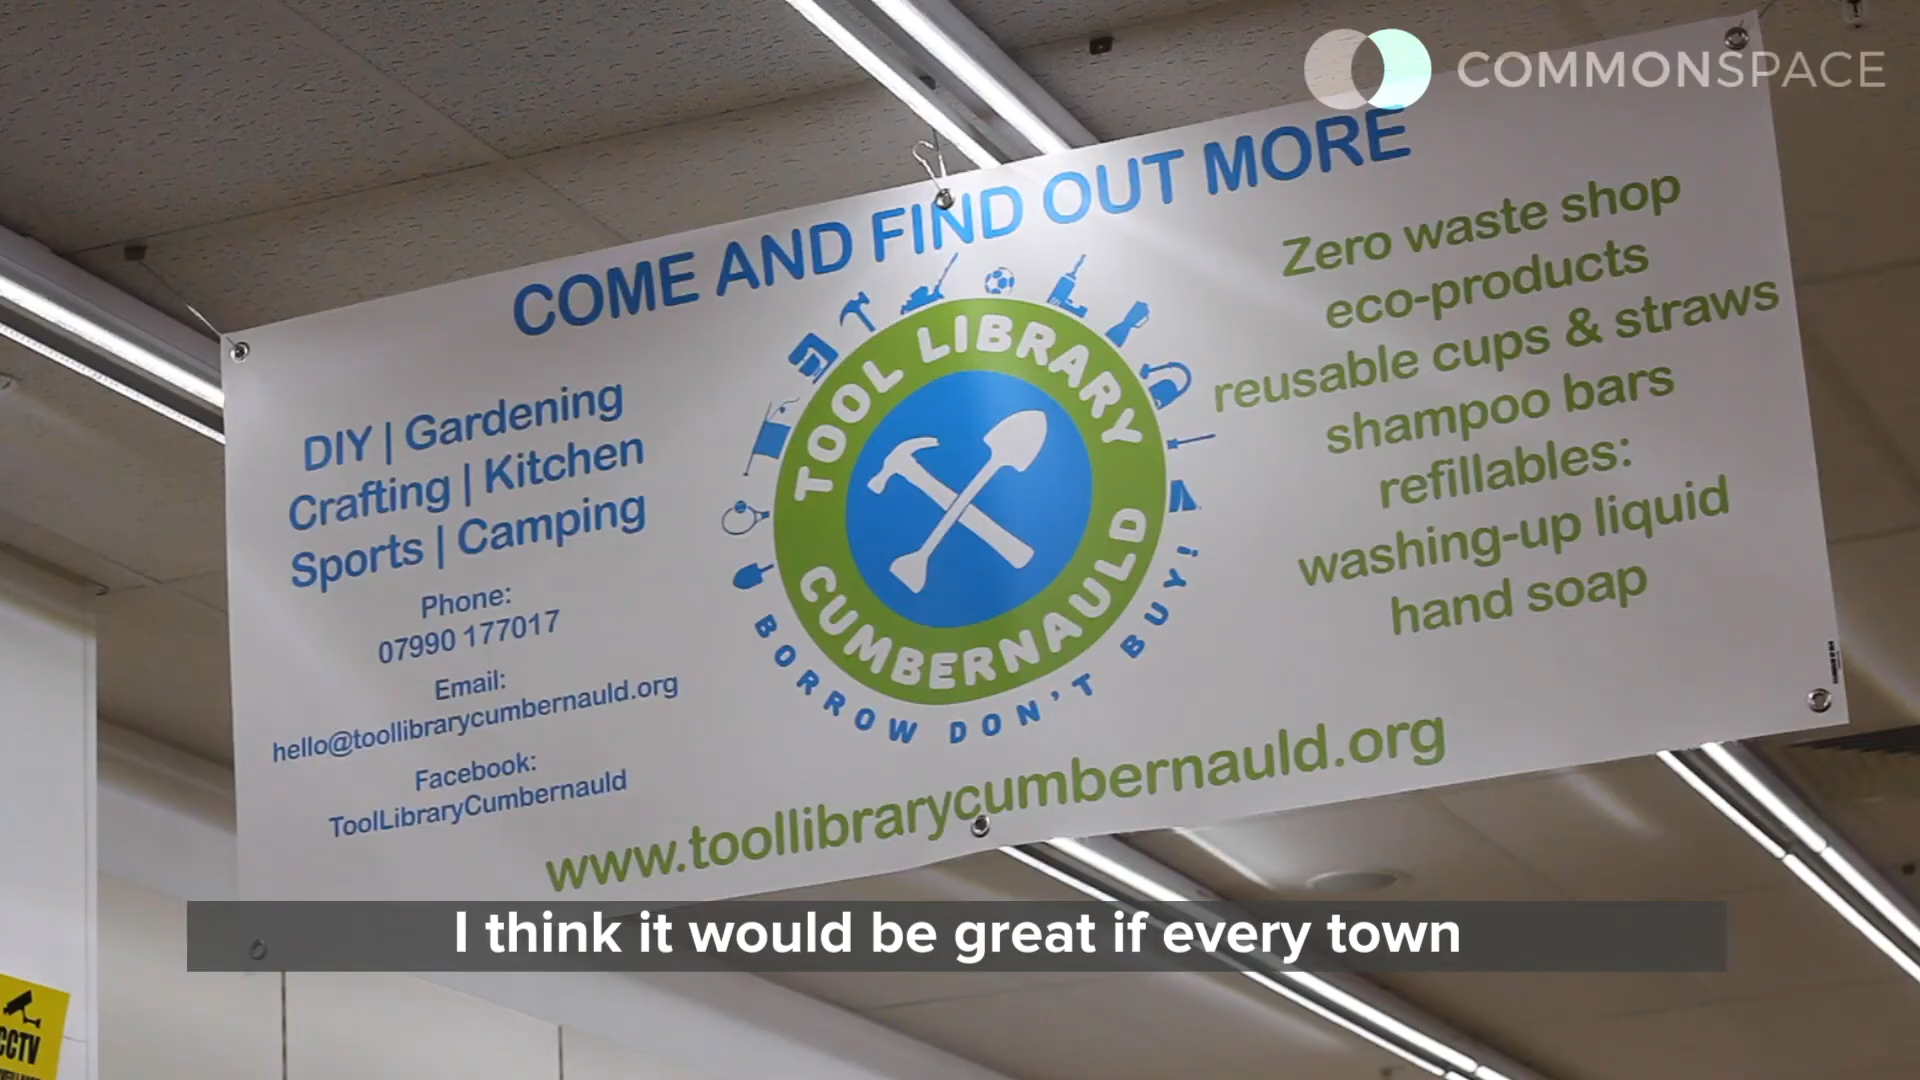 COMMONSPACE
COME AND FIND OUT MORE
DIY | Gardening
Crafting | Kitchen
Sports | Camping
Phone:
07990 177017
Email:
hello@toollibrarycumbernauld.org
Facebook:
ToolLibraryCumbernauld
TOOL LIBRARY
CUMBERNAULD
BORROW DON'T BUY!
Zero waste shop
eco-products
reusable cups & straws
shampoo bars
refillables:
washing-up liquid
hand soap
www.toollibrarycumbernauld.org
I think it would be great if every town
CCTV